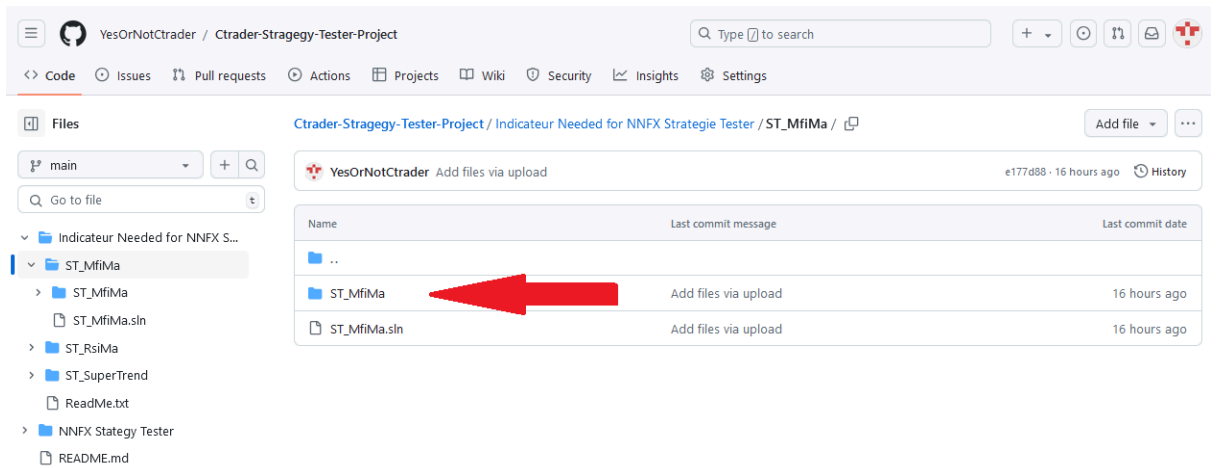 YesOrNotCtrader / Ctrader-Stragegy-Tester-Project
Type / to search
Code Issues Pull requests Actions Projects Wiki Security Insights Settings
Files
main
Go to file t
Indicateur Needed for NNFX S...
ST_MfiMa
ST_MfiMa
ST_MfiMa.sln
ST_RsiMa
ST_SuperTrend
ReadMe.txt
NNFX Stategy Tester
README.md
Ctrader-Stragegy-Tester-Project / Indicateur Needed for NNFX Strategie Tester / ST_MfiMa /
Add file
YesOrNotCtrader Add files via upload e177d88 · 16 hours ago History
Name Last commit message Last commit date
..
ST_MfiMa Add files via upload 16 hours ago
ST_MfiMa.sln Add files via upload 16 hours ago